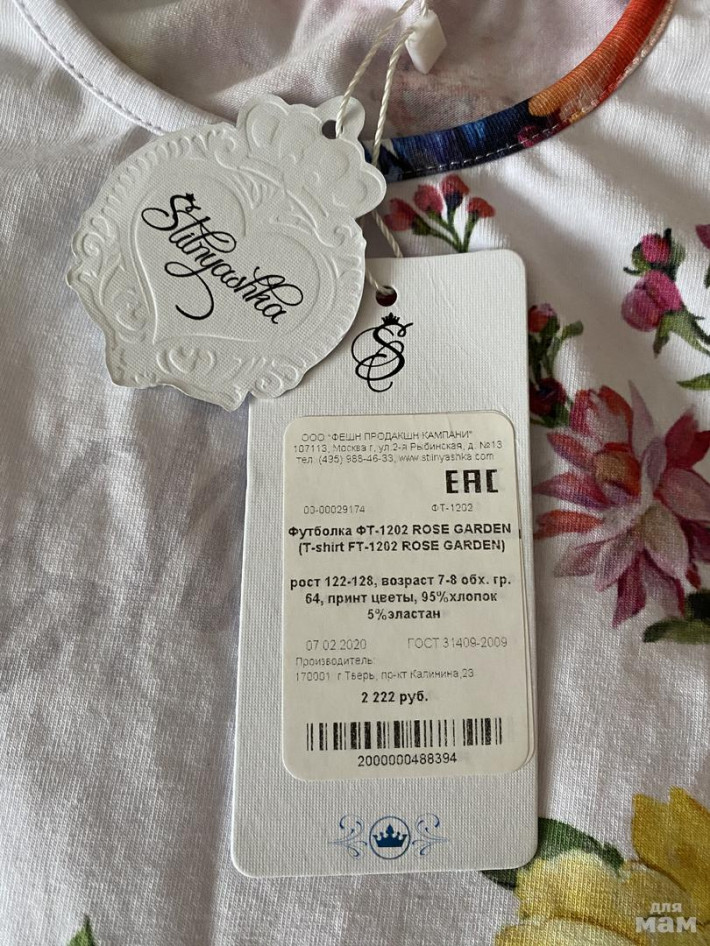 Stilnyashka
ООО "ФЕШН ПРОДАКШН КАМПАНИ"
107113, Москва г, ул.2-я Рыбинская, д. №13
тел. (495) 988-46-33, www.stilnyashka.com
EAC
00-00029174 ФТ-1202
Футболка ФТ-1202 ROSE GARDEN
(T-shirt FT-1202 ROSE GARDEN)
рост 122-128, возраст 7-8 обх. гр.
64, принт цветы, 95%хлопок
5%эластан
07.02.2020 ГОСТ 31409-2009
Производитель:
170001 г Тверь, пр-кт Калинина,23
2 222 руб.
2000000488394
для
мам